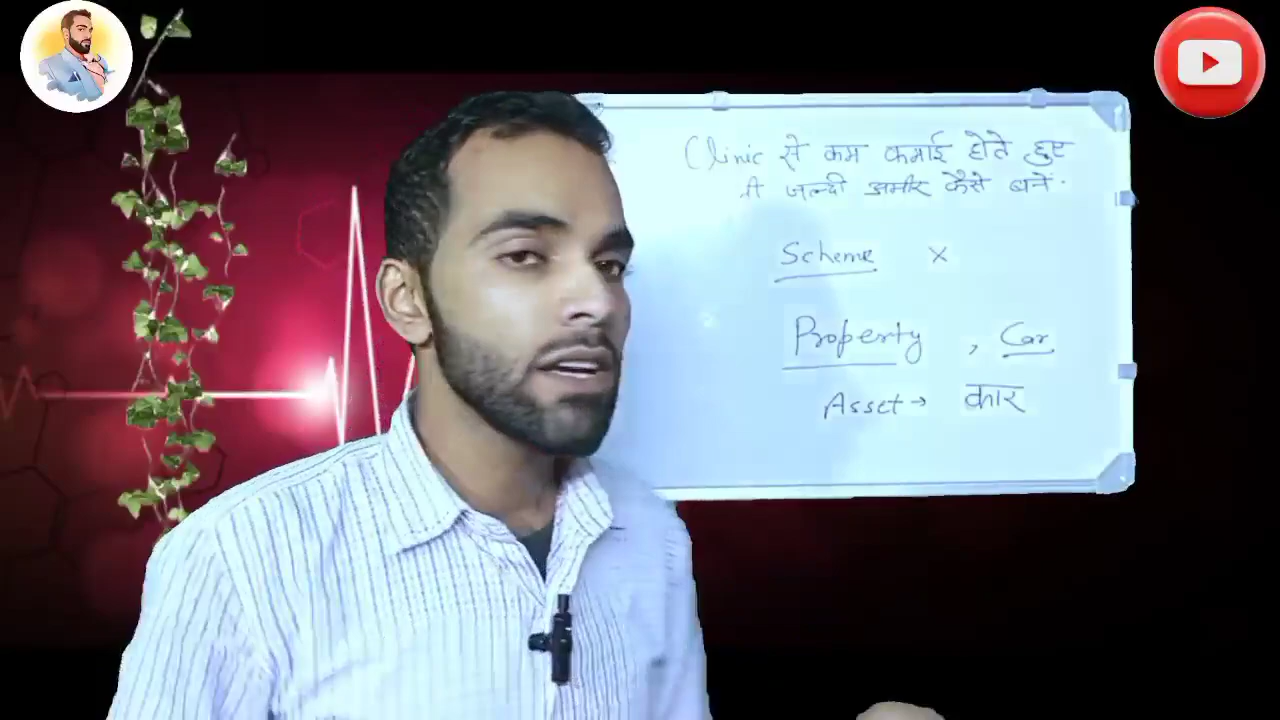 Clinic से कम कमाई होते हुए
भी जल्दी अमीर कैसे बनें.
Scheme ×
Property , Car
Asset → कार